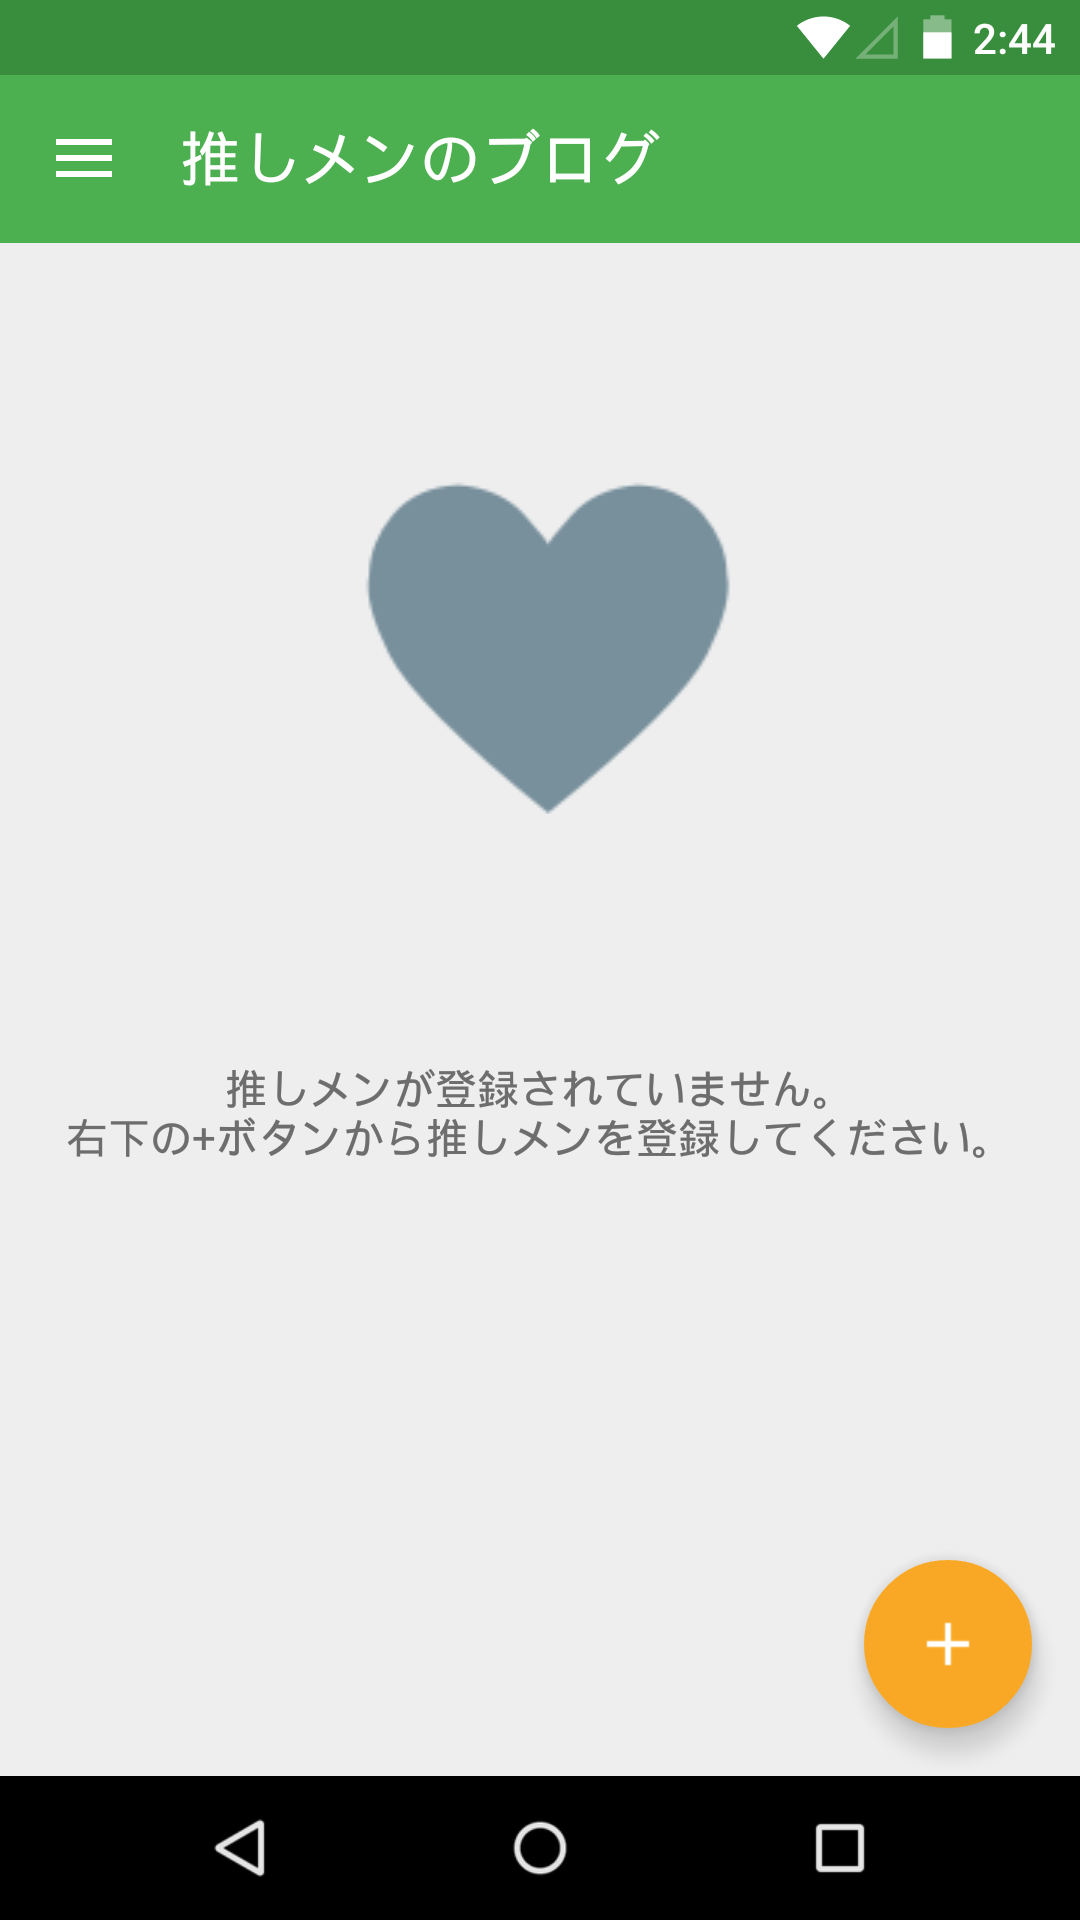 2:44
推しメンのブログ
推しメンが登録されていません。
右下の+ボタンから推しメンを登録してください。